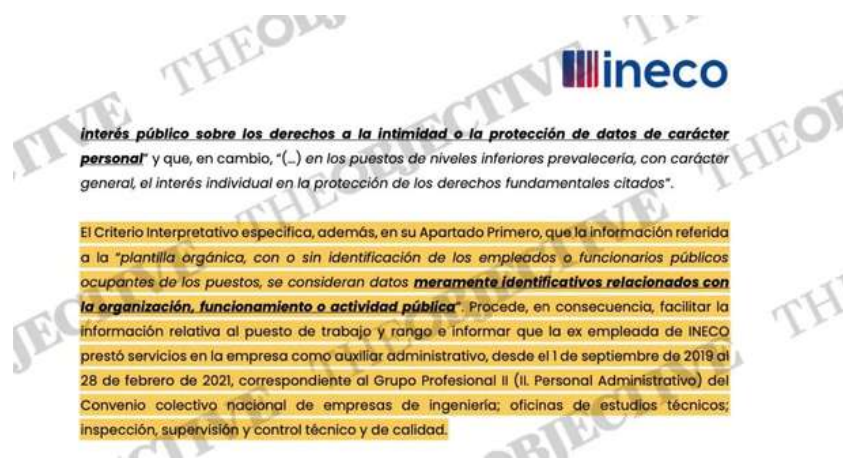 ineco
interés público sobre los derechos a la intimidad o la protección de datos de carácter
personal" y que, en cambio, "(…) en los puestos de niveles inferiores prevalecería, con carácter
general, el interés individual en la protección de los derechos fundamentales citados".
El Criterio Interpretativo especifica, además, en su Apartado Primero, que la información referida
a la "plantilla orgánica, con o sin identificación de los empleados o funcionarios públicos
ocupantes de los puestos, se consideran datos meramente identificativos relacionados con
la organización, funcionamiento o actividad pública". Procede, en consecuencia, facilitar la
información relativa al puesto de trabajo y rango e informar que la ex empleada de INECO
prestó servicios en la empresa como auxiliar administrativo, desde el 1 de septiembre de 2019 al
28 de febrero de 2021, correspondiente al Grupo Profesional II (II. Personal Administrativo) del
Convenio colectivo nacional de empresas de ingeniería; oficinas de estudios técnicos;
inspección, supervisión y control técnico y de calidad.
THE OBJECTIVE